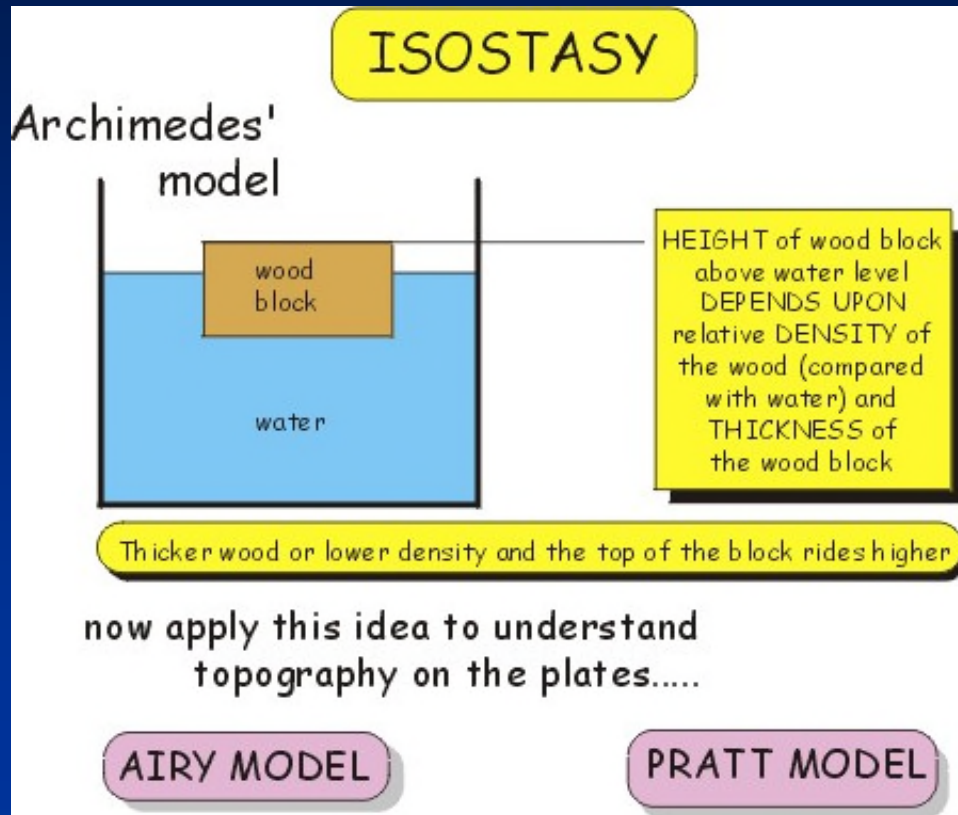 ISOSTASY
Archimedes'
model
wood
block
water
HEIGHT of wood block
above water level
DEPENDS UPON
relative DENSITY of
the wood (compared
with water) and
THICKNESS of
the wood block
Thicker wood or lower density and the top of the block rides higher
now apply this idea to understand
topography on the plates.....
AIRY MODEL
PRATT MODEL